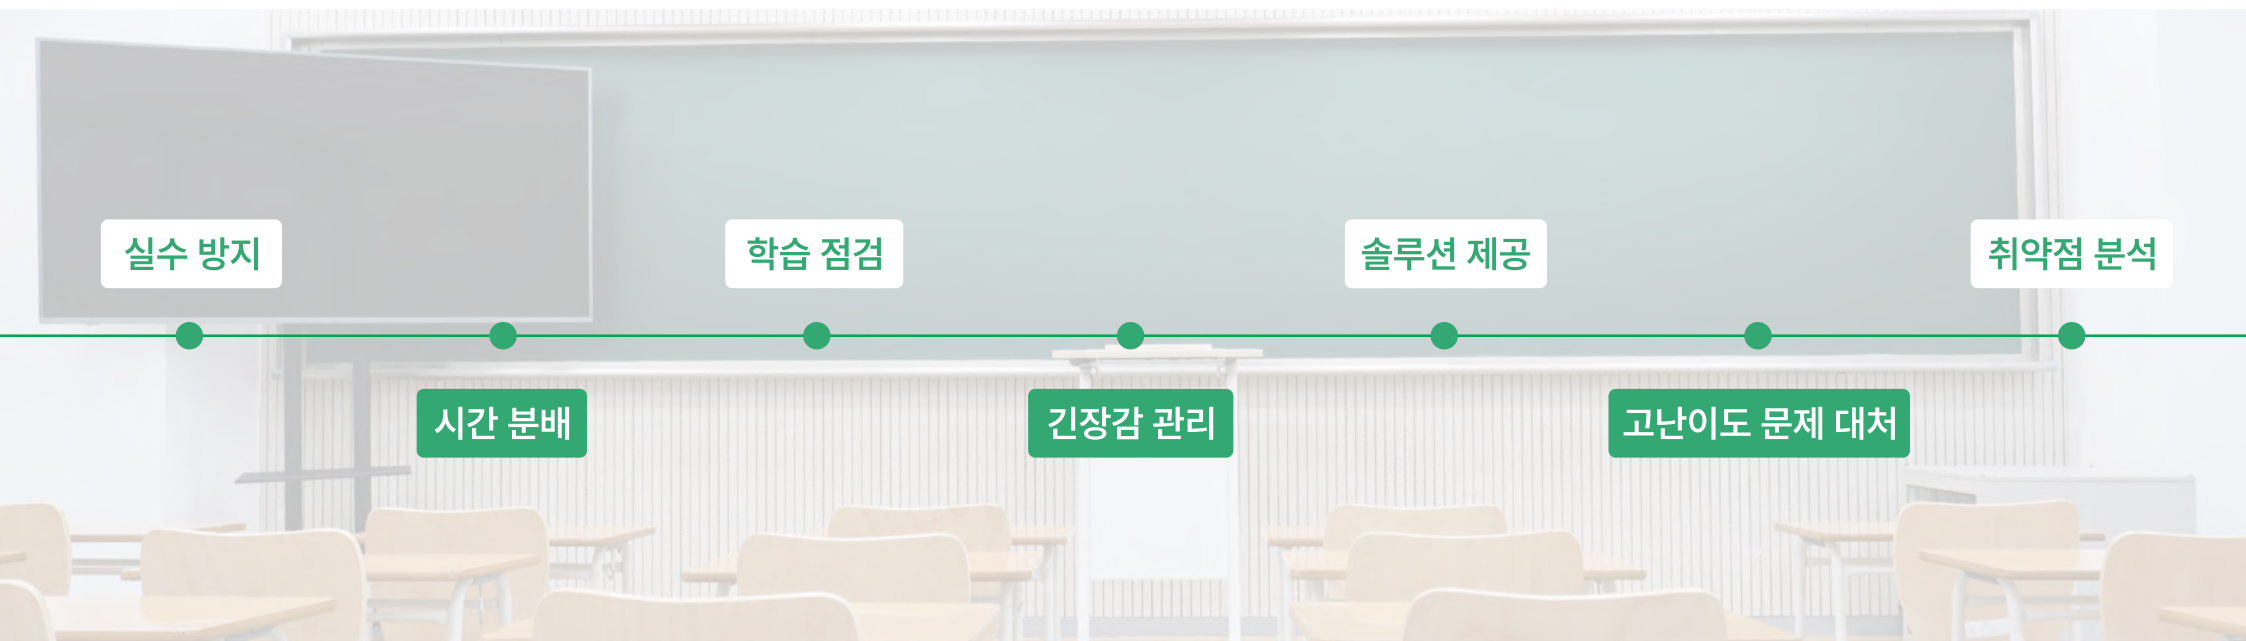 실수 방지
시간 분배
학습 점검
긴장감 관리
솔루션 제공
고난이도 문제 대처
취약점 분석